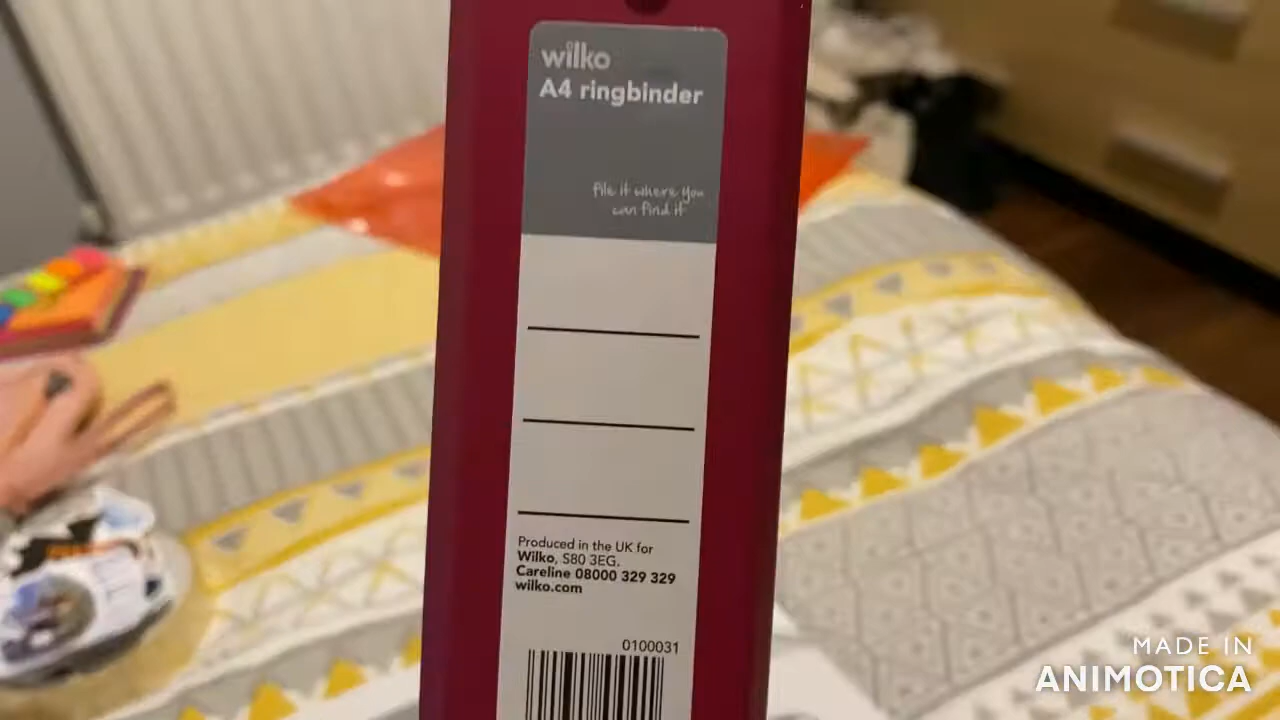 wilko
A4 ringbinder
file it where you
can find it
Produced in the UK for
Wilko, S80 3EG.
Careline 08000 329 329
wilko.com
0100031
MADE IN
ANIMOTICA